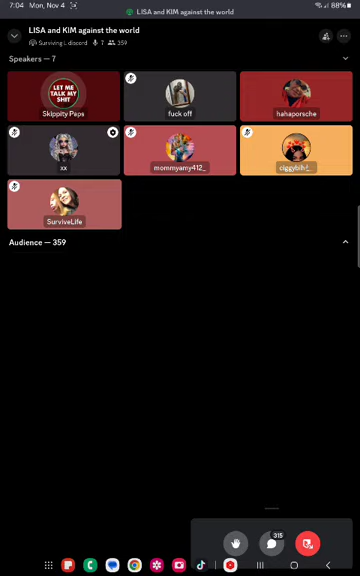 7:04 Mon, Nov 4 88%
LISA and KIM against the world
LISA and KIM against the world
Surviving L discord 7 359
Speakers – 7
LET ME
TALK MY
SHIT
Skippity Paps
fuck off
hahaporsche
xx
mommyamy412_
ciggybih!_
SurviveLife
Audience – 359
315